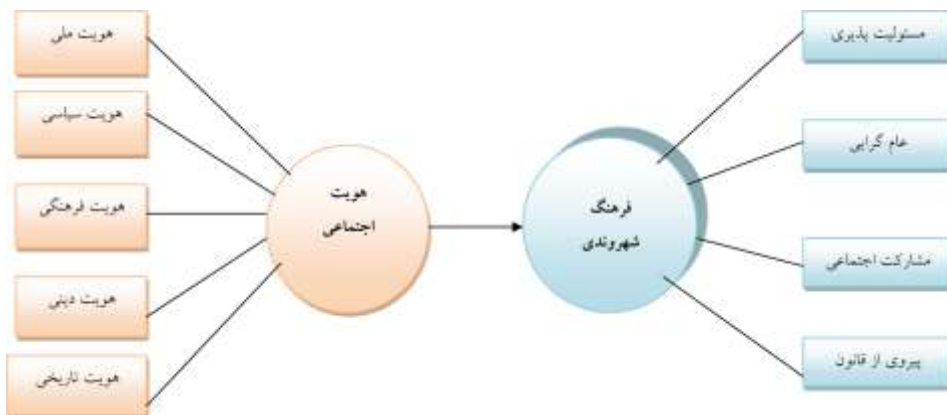 هویت ملی
هویت سیاسی
هویت فرهنگی
هویت دینی
هویت تاریخی
هویت
اجتماعی
فرهنگ
شهروندی
مسئولیت پذیری
عام گرایی
مشارکت اجتماعی
پیروی از قانون